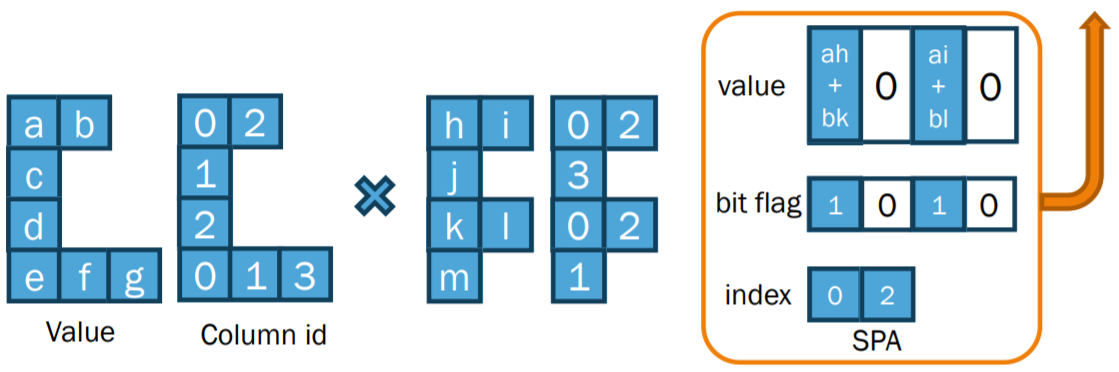 a b
c
d
e f g
Value
0 2
1
2
0 1 3
Column id
×
h i
j
k l
m
0 2
3
0 2
1
value
ah + bk
0
ai + bl
0
bit flag 1 0 1 0
index 0 2
SPA